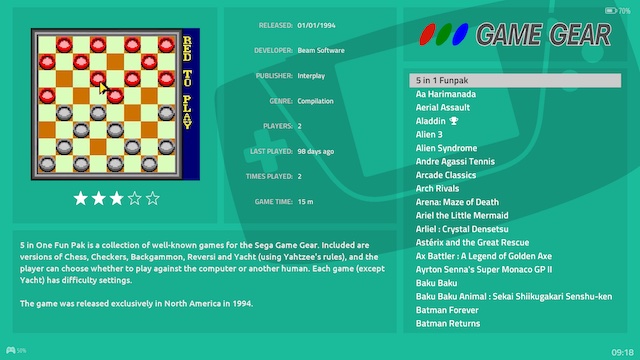 70%
RED TO PLAY
RELEASED: 01/01/1994
DEVELOPER: Beam Software
PUBLISHER: Interplay
GENRE: Compilation
PLAYERS: 2
LAST PLAYED: 98 days ago
TIMES PLAYED: 2
GAME TIME: 15 m
5 in One Fun Pak is a collection of well-known games for the Sega Game Gear. Included are
versions of Chess, Checkers, Backgammon, Reversi and Yacht (using Yahtzee's rules), and the
player can choose whether to play against the computer or another human. Each game (except
Yacht) has difficulty settings.
The game was released exclusively in North America in 1994.
GAME GEAR
5 in 1 Funpak
Aa Harimanada
Aerial Assault
Aladdin
Alien 3
Alien Syndrome
Andre Agassi Tennis
Arcade Classics
Arch Rivals
Arena: Maze of Death
Ariel the Little Mermaid
Arliel : Crystal Densetsu
Astérix and the Great Rescue
Ax Battler : A Legend of Golden Axe
Ayrton Senna's Super Monaco GP II
Baku Baku
Baku Baku Animal : Sekai Shiikugakari Senshu-ken
Batman Forever
Batman Returns
09:18